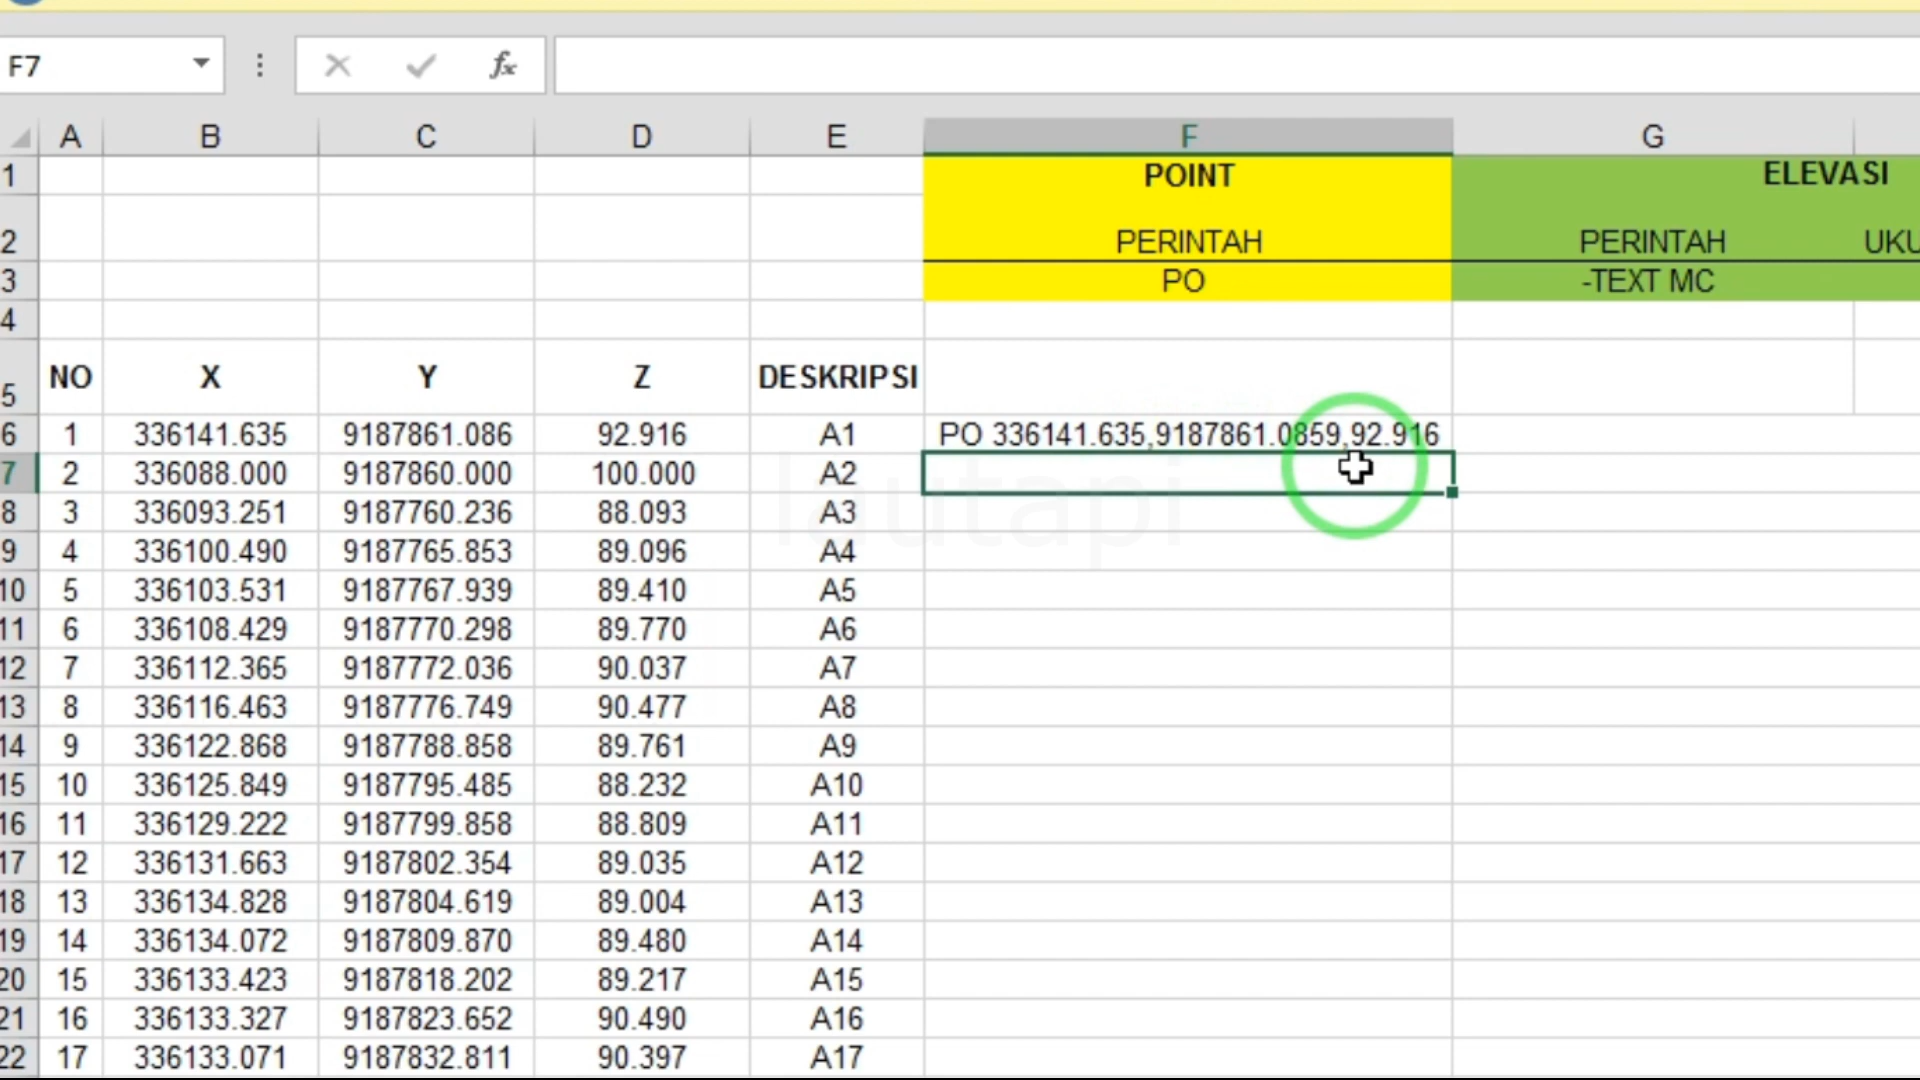 F7 fx
A B C D E F G
1 POINT ELEVASI
2 PERINTAH PERINTAH UKU
3 PO -TEXT MC
4
5 NO X Y Z DESKRIPSI
6 1 336141.635 9187861.086 92.916 A1 PO 336141.635,9187861.0859,92.916
7 2 336088.000 9187860.000 100.000 A2
8 3 336093.251 9187760.236 88.093 A3
9 4 336100.490 9187765.853 89.096 A4
10 5 336103.531 9187767.939 89.410 A5
11 6 336108.429 9187770.298 89.770 A6
12 7 336112.365 9187772.036 90.037 A7
13 8 336116.463 9187776.749 90.477 A8
14 9 336122.868 9187788.858 89.761 A9
15 10 336125.849 9187795.485 88.232 A10
16 11 336129.222 9187799.858 88.809 A11
17 12 336131.663 9187802.354 89.035 A12
18 13 336134.828 9187804.619 89.004 A13
19 14 336134.072 9187809.870 89.480 A14
20 15 336133.423 9187818.202 89.217 A15
21 16 336133.327 9187823.652 90.490 A16
22 17 336133.071 9187832.811 90.397 A17
lautapi